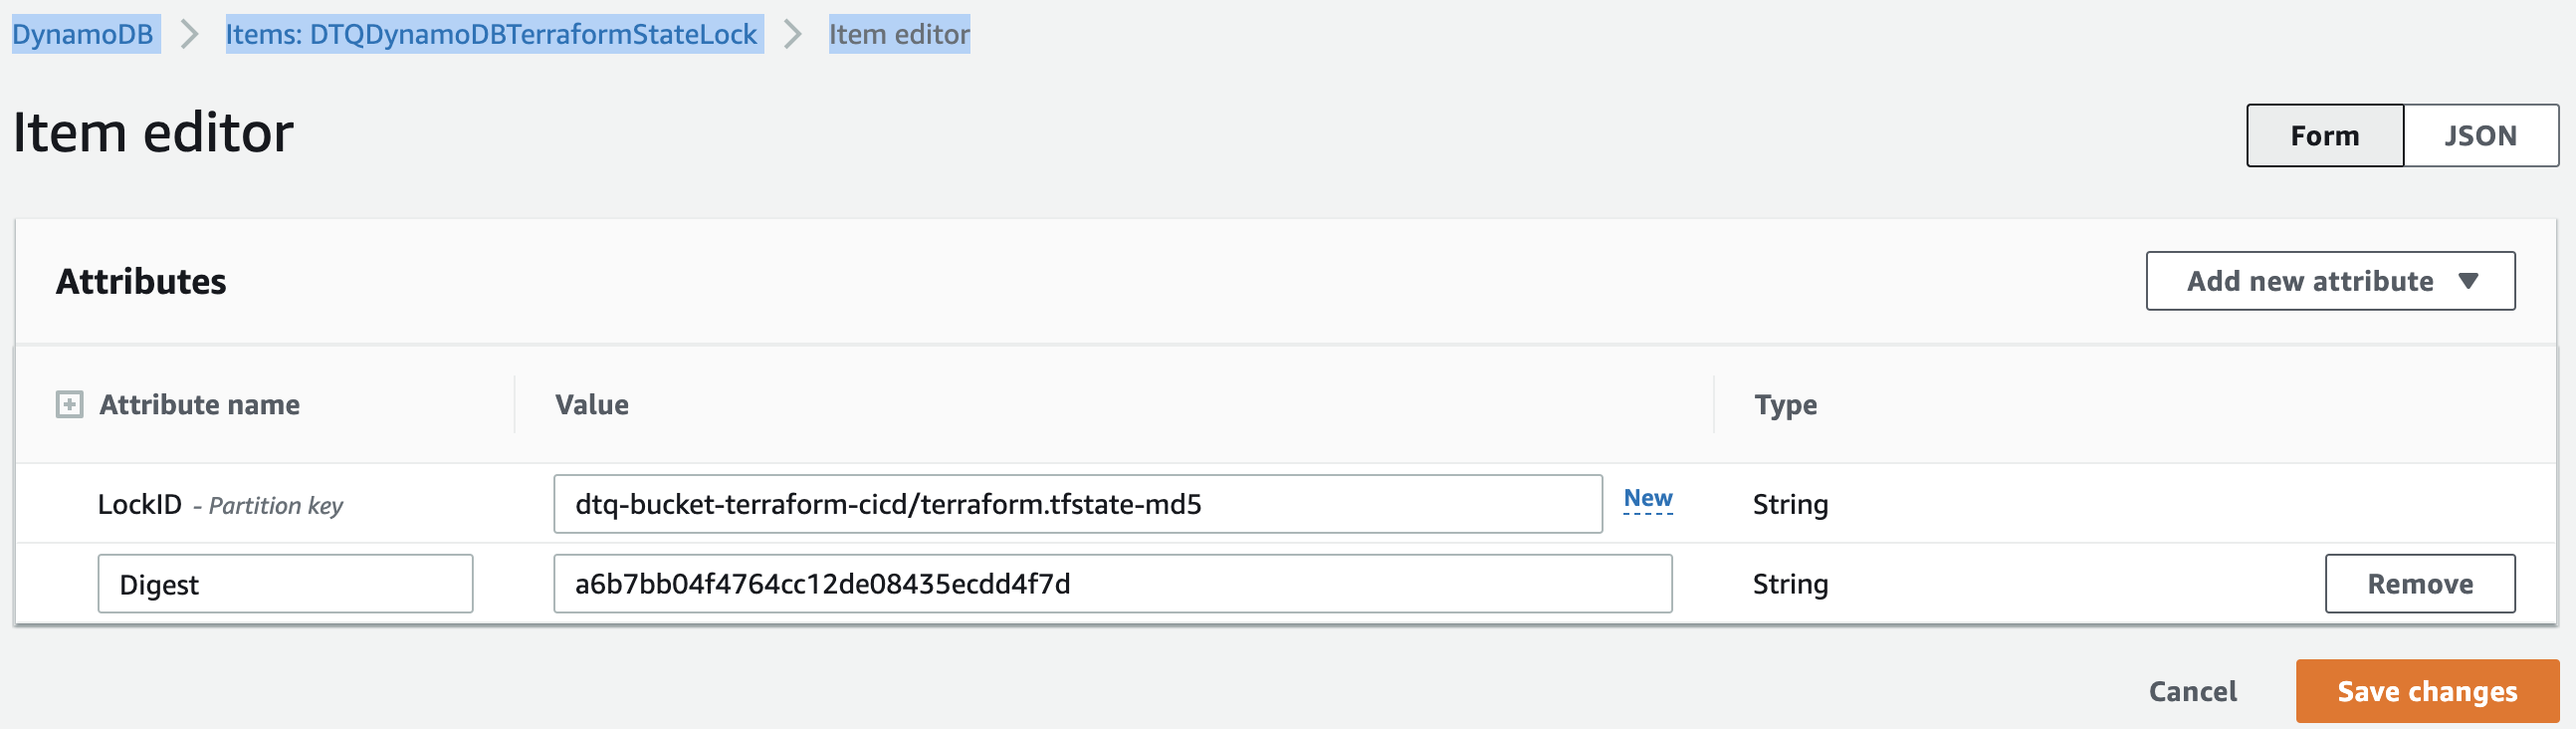 DynamoDB > Items: DTQDynamoDBTerraformStateLock > Item editor
Item editor
Form JSON
Attributes
Add new attribute ▼
Attribute name Value Type
LockID - Partition key dtq-bucket-terraform-cicd/terraform.tfstate-md5 New String
Digest a6b7bb04f4764cc12de08435ecdd4f7d String Remove
Cancel Save changes